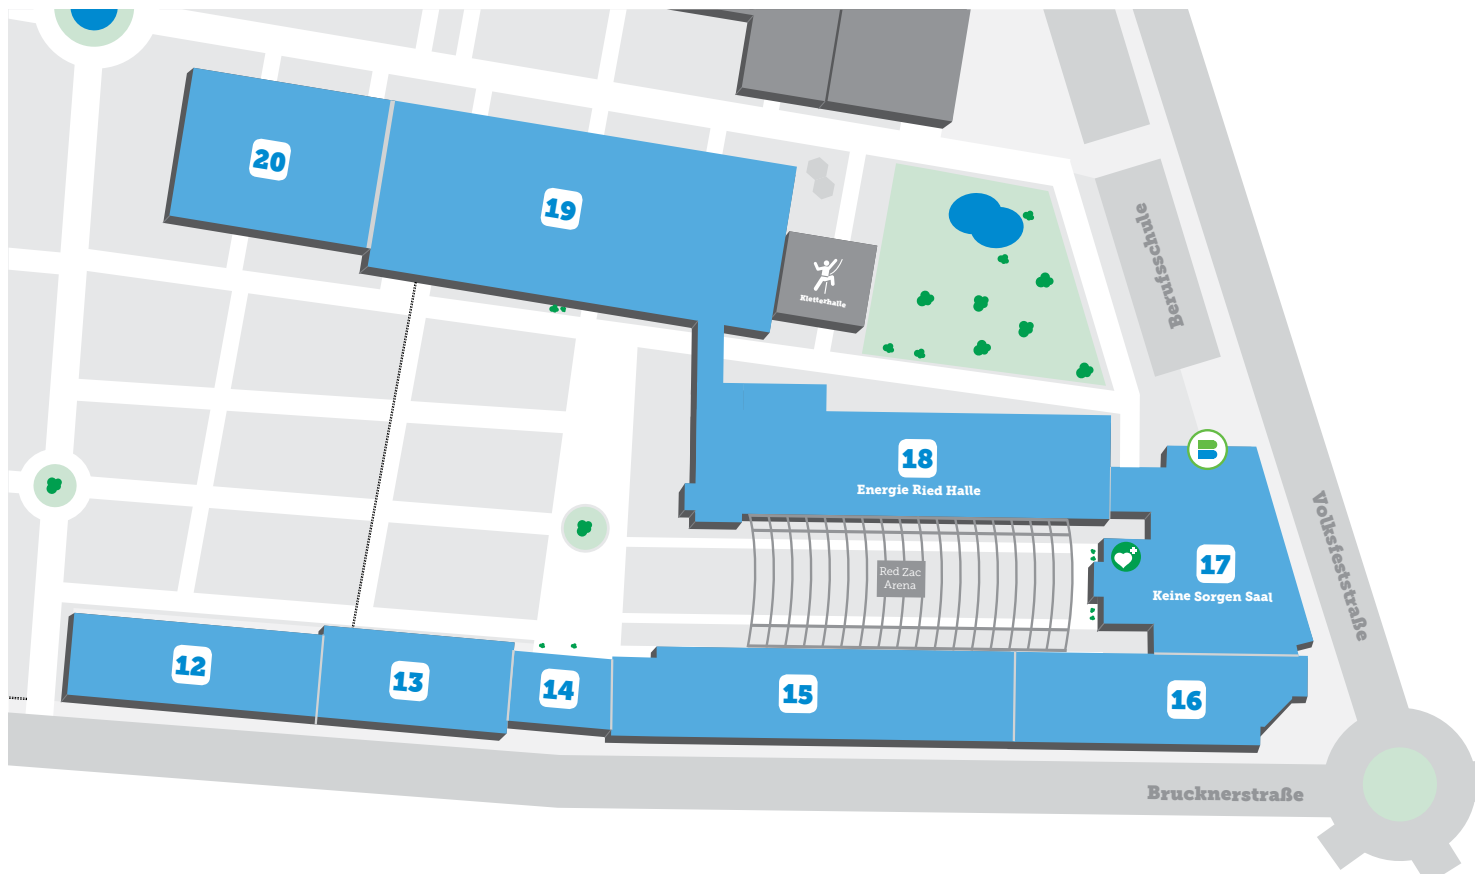 20
19
Kletterhalle
Berufsschule
18
Energie Ried Halle
17
Keine Sorgen Saal
Volksfeststraße
Red Zac
Arena
12
13
14
15
16
Brucknerstraße